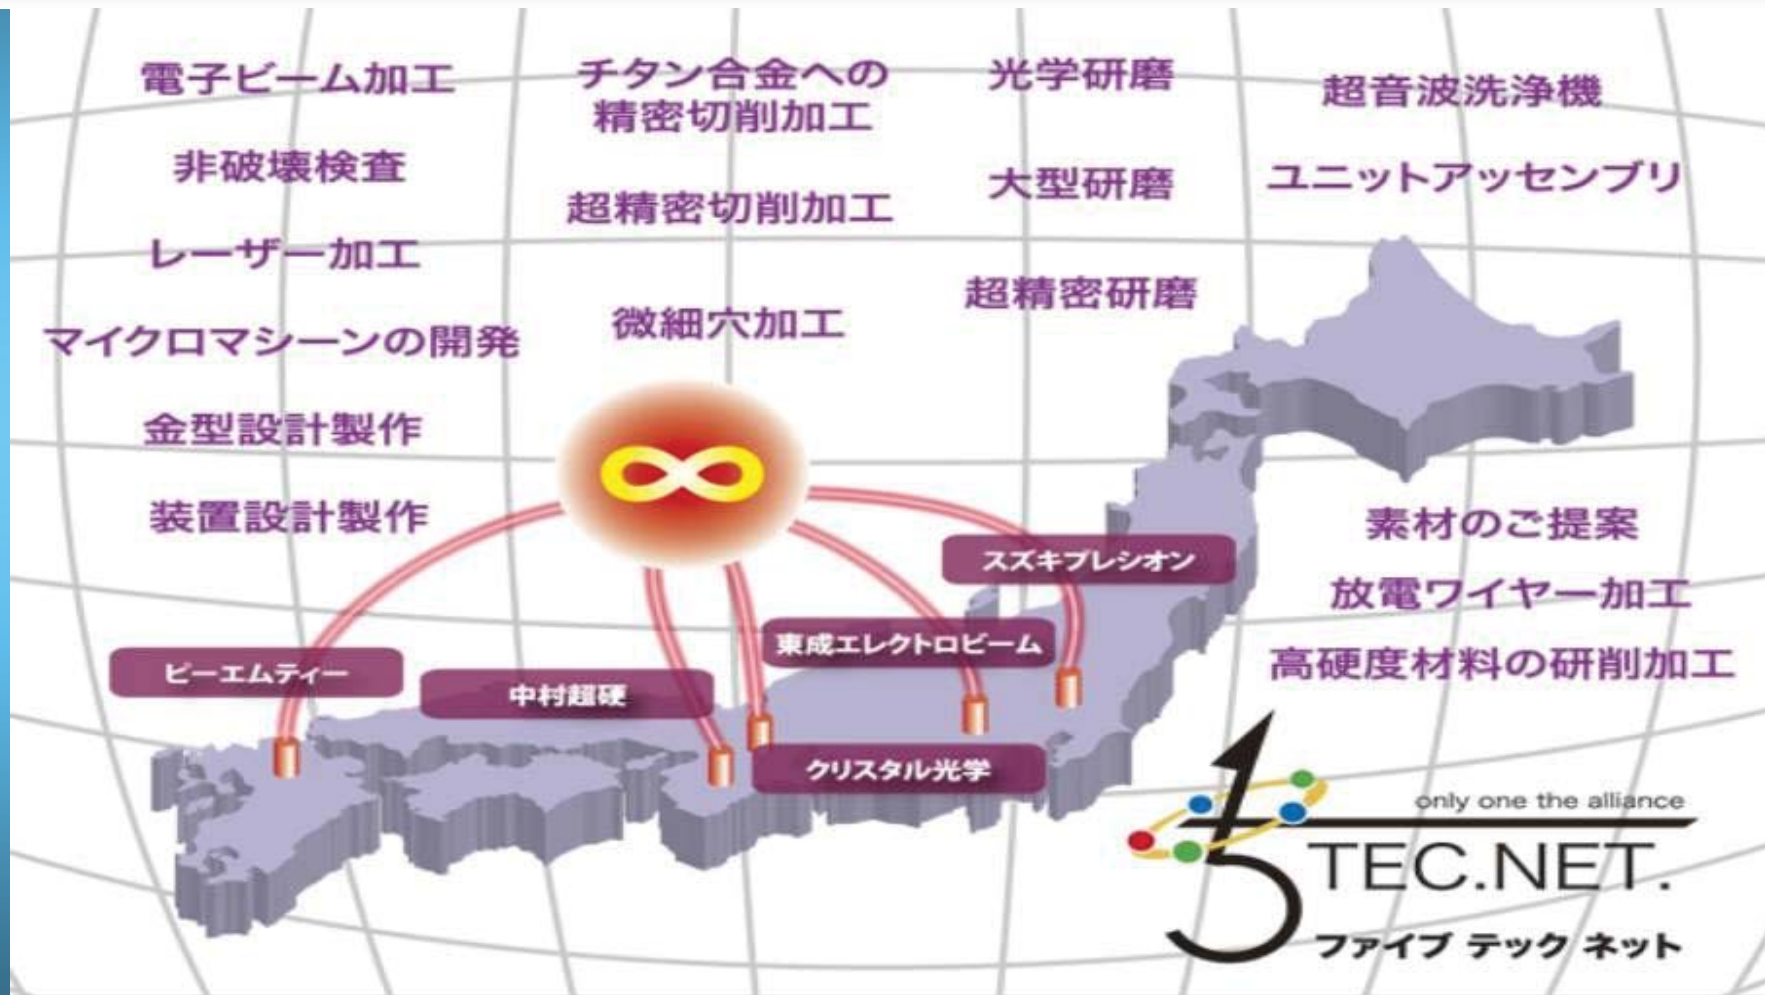 電子ビーム加工
非破壊検査
レーザー加工
マイクロマシーンの開発
金型設計製作
装置設計製作
チタン合金への
精密切削加工
超精密切削加工
微細穴加工
光学研磨
大型研磨
超精密研磨
超音波洗浄機
ユニットアッセンブリ
スズキプレシオン
東成エレクトロビーム
ピーエムティー
中村超硬
クリスタル光学
素材のご提案
放電ワイヤー加工
高硬度材料の研削加工
only one the alliance
5TEC.NET.
ファイブ テック ネット